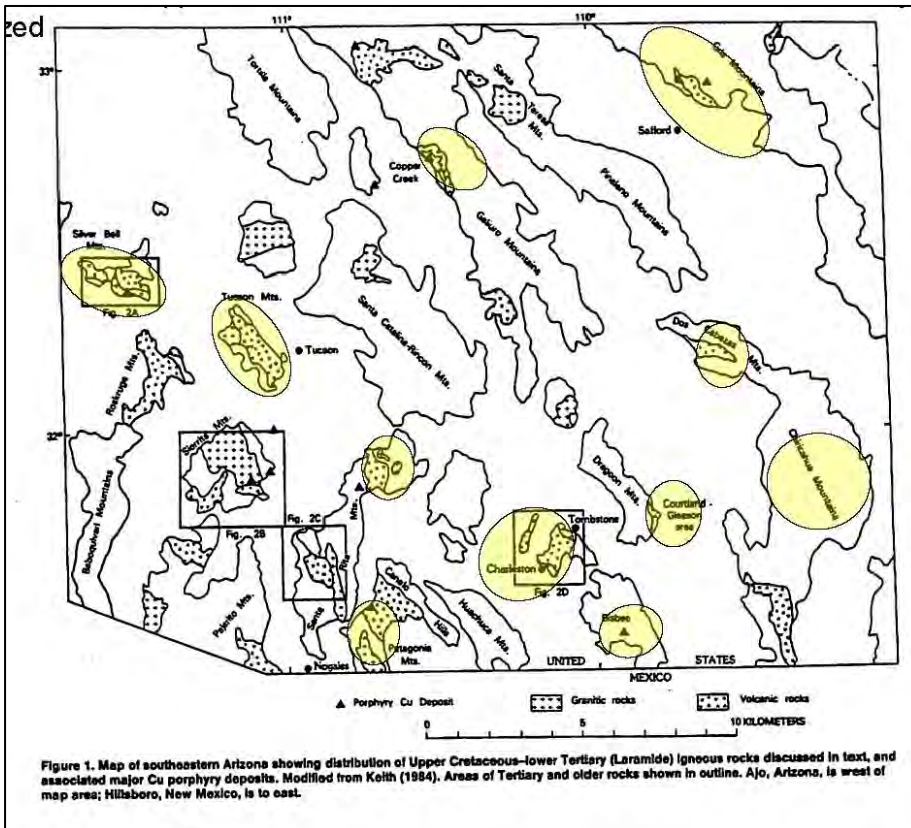 zed
111°
110°
33°
Tortola Mountains
Santa
Teresa
Mts.
Gila Mountains
Safford
Copper
Creek
Pinaleno Mountains
Galiuro Mountains
Silver Bell
Mts.
Fig. 2A
Tucson Mts.
Tucson
Santa Catalina-Rincon Mts.
Dos Cabezas Mts.
Roskruge Mts.
32°
Sierrita Mts.
Chiricahua Mountains
Dragoon Mts.
Courtland
Gleeson
area
Baboquivari Mountains
Fig. 2B
Fig. 2C
Santa Rita Mts.
Tombstone
Charleston
Fig. 2D
Canelo
Hills
Huachuca Mts.
Pajarito Mts.
Bisbee
Patagonia
Mts.
Nogales
UNITED STATES
MEXICO
Porphyry Cu Deposit
Granitic rocks
Volcanic rocks
0 5 10 KILOMETERS
Figure 1. Map of southeastern Arizona showing distribution of Upper Cretaceous–lower Tertiary (Laramide) igneous rocks discussed in text, and
associated major Cu porphyry deposits. Modified from Keith (1984). Areas of Tertiary and older rocks shown in outline. Ajo, Arizona, is west of
map area; Hillsboro, New Mexico, is to east.